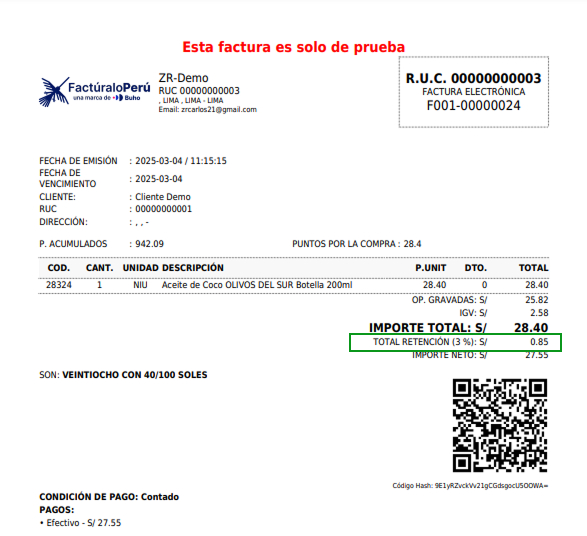 Esta factura es solo de prueba
FactúraloPerú
una marca de Buho
ZR-Demo
RUC 00000000003
, LIMA , LIMA - LIMA
Email: zrcarlos21@gmail.com
R.U.C. 00000000003
FACTURA ELECTRÓNICA
F001-00000024
FECHA DE EMISIÓN : 2025-03-04 / 11:15:15
FECHA DE VENCIMIENTO : 2025-03-04
CLIENTE: : Cliente Demo
RUC : 00000000001
DIRECCIÓN: : , , -
P. ACUMULADOS : 942.09 PUNTOS POR LA COMPRA : 28.4
COD. CANT. UNIDAD DESCRIPCIÓN P.UNIT DTO. TOTAL
28324 1 NIU Aceite de Coco OLIVOS DEL SUR Botella 200ml 28.40 0 28.40
OP. GRAVADAS: S/ 25.82
IGV: S/ 2.58
IMPORTE TOTAL: S/ 28.40
TOTAL RETENCIÓN (3 %): S/ 0.85
IMPORTE NETO: S/ 27.55
SON: VEINTIOCHO CON 40/100 SOLES
Código Hash: 9E1yRZvckVv21gCGdsgocU5OOWA=
CONDICIÓN DE PAGO: Contado
PAGOS:
• Efectivo - S/ 27.55